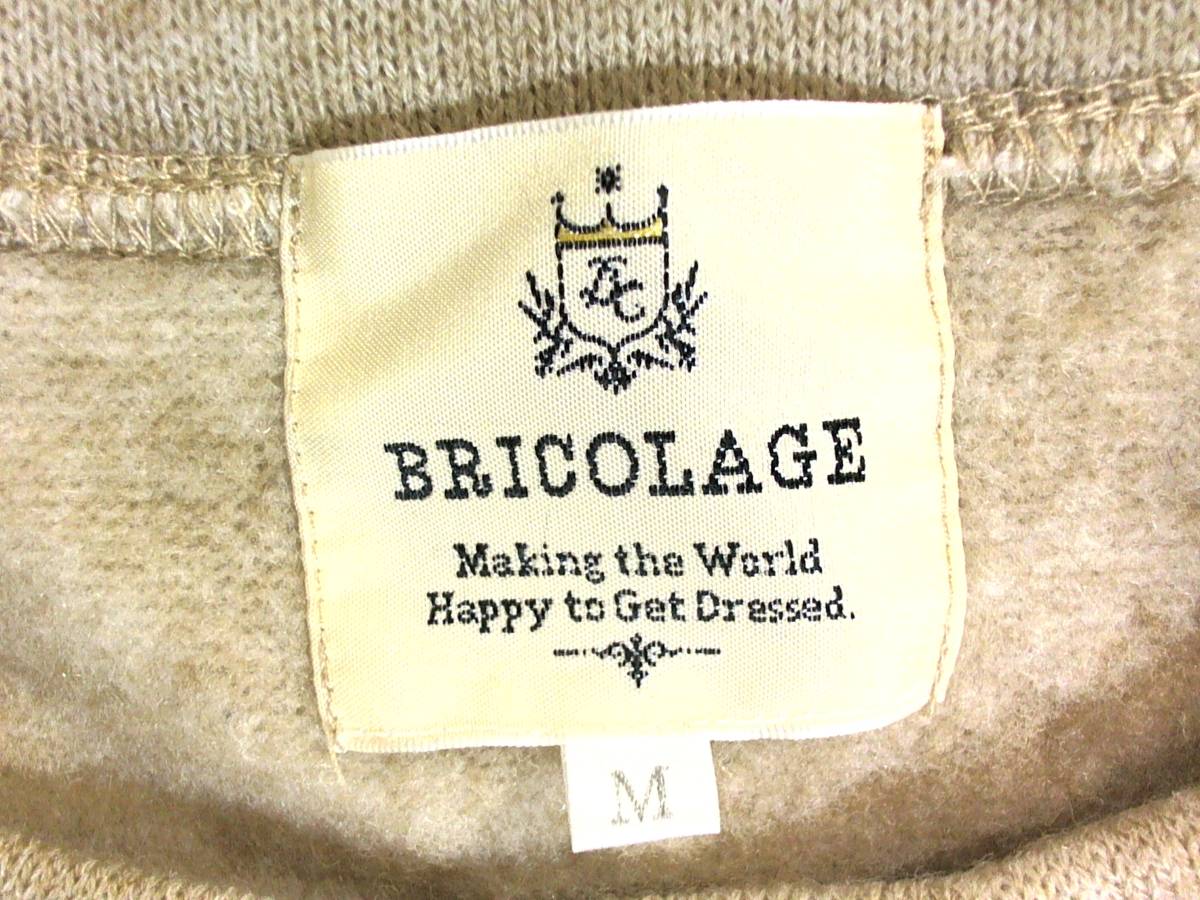 BRICOLAGE
Making the World
Happy to Get Dressed.
M